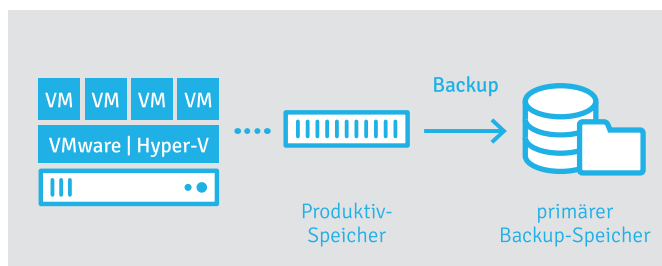 VM VM VM VM
VMware | Hyper-V
Backup
Produktiv-
Speicher
primärer
Backup-Speicher